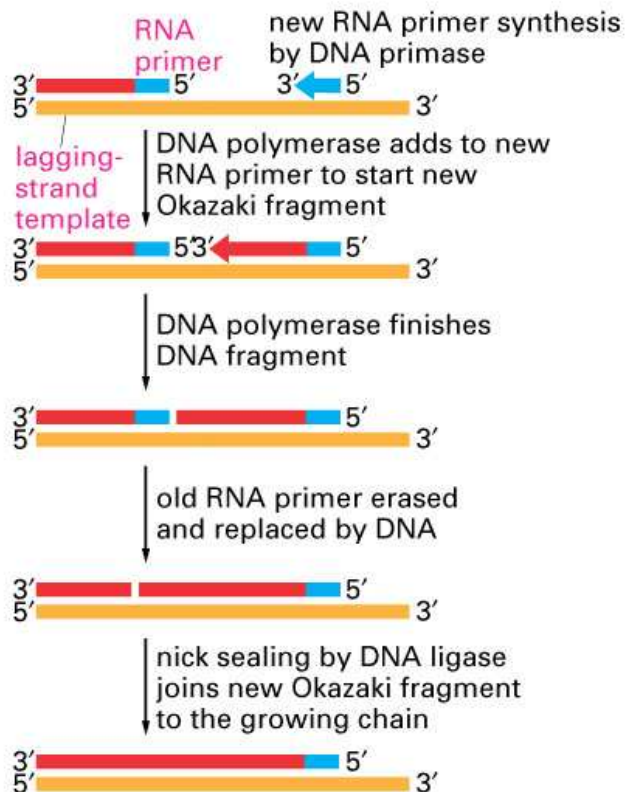 RNA
primer
new RNA primer synthesis
by DNA primase
3′ 5′ 3′ 5′
5′ 3′
lagging-
strand
template
DNA polymerase adds to new
RNA primer to start new
Okazaki fragment
3′ 5′3′
5′ 3′
DNA polymerase finishes
DNA fragment
3′ 5′
5′ 3′
old RNA primer erased
and replaced by DNA
3′ 5′
5′ 3′
nick sealing by DNA ligase
joins new Okazaki fragment
to the growing chain
3′ 5′
5′ 3′